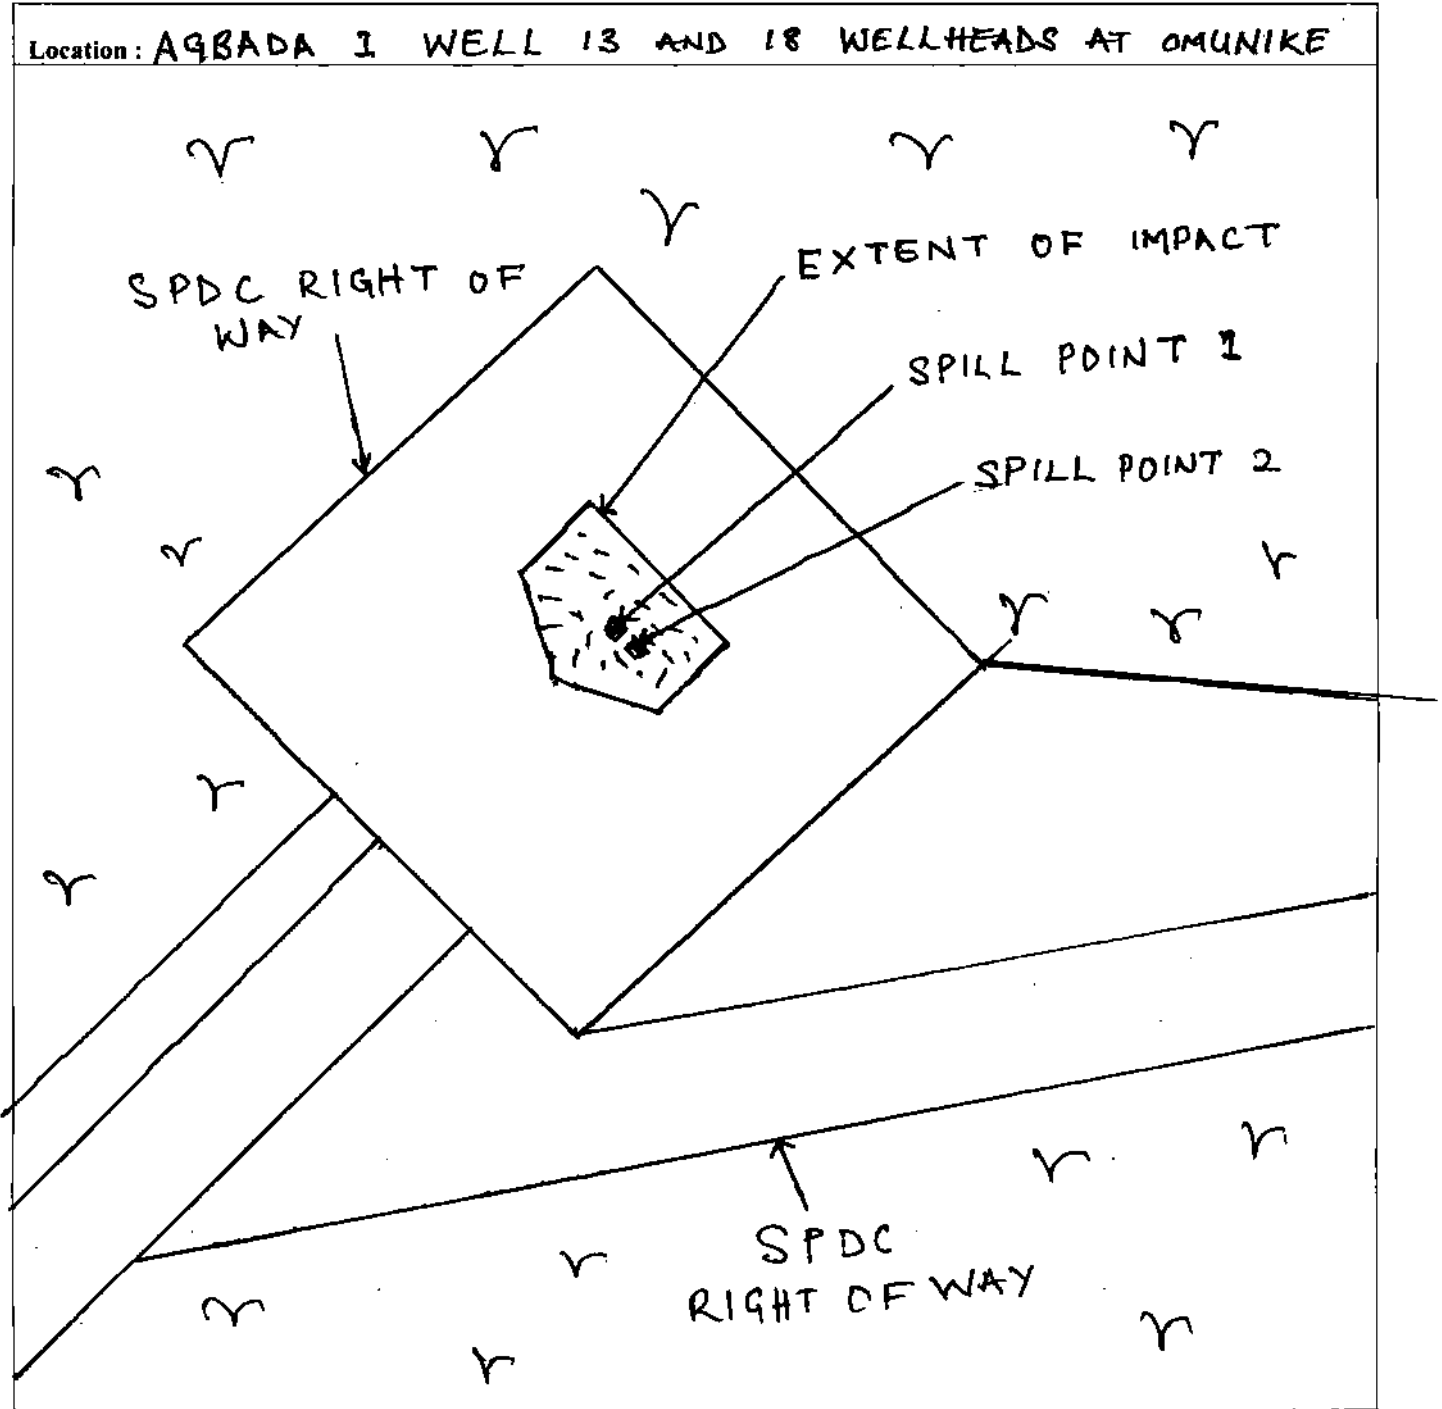 Location : AGBADA 1 WELL 13 AND 18 WELLHEADS AT OMUNIKE
EXTENT OF IMPACT
SPDC RIGHT OF
WAY
SPILL POINT 1
SPILL POINT 2
SPDC
RIGHT OF WAY